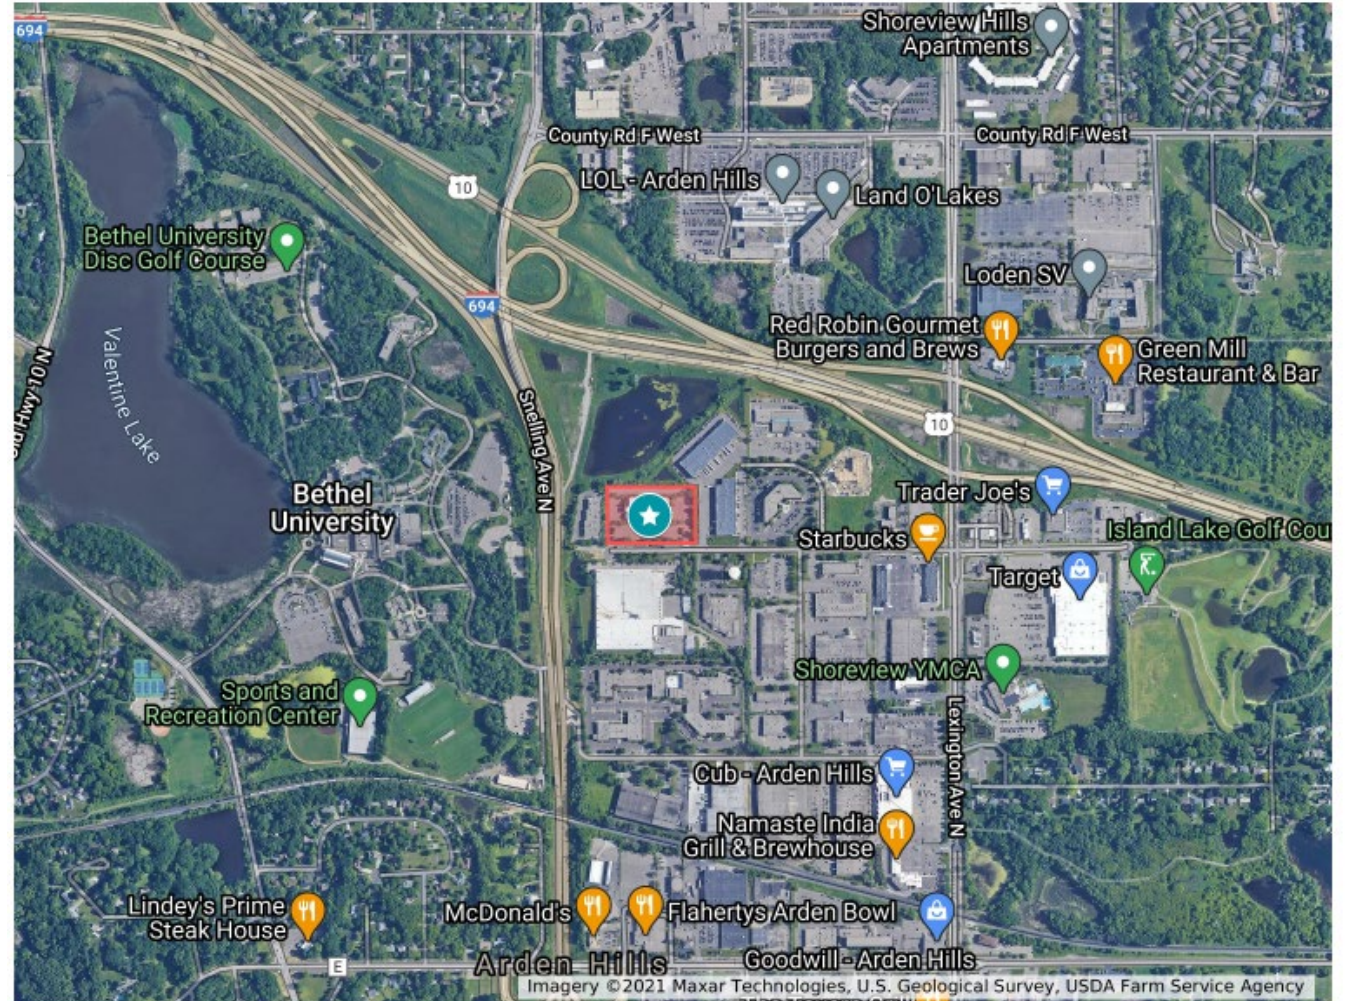 694
Shoreview Hills
Apartments
County Rd F West
County Rd F West
10
LOL - Arden Hills
Land O'Lakes
Bethel University
Disc Golf Course
Loden SV
694
Red Robin Gourmet
Burgers and Brews
Green Mill
Restaurant & Bar
Valentine Lake
Hwy 10 N
Snelling Ave N
10
Bethel
University
Trader Joe's
Starbucks
Island Lake Golf Cou
Target
Shoreview YMCA
Sports and
Recreation Center
Lexington Ave N
Cub - Arden Hills
Namaste India
Grill & Brewhouse
Lindey's Prime
Steak House
McDonald's
Flahertys Arden Bowl
E
Arden Hills
Goodwill - Arden Hills
Imagery ©2021 Maxar Technologies, U.S. Geological Survey, USDA Farm Service Agency